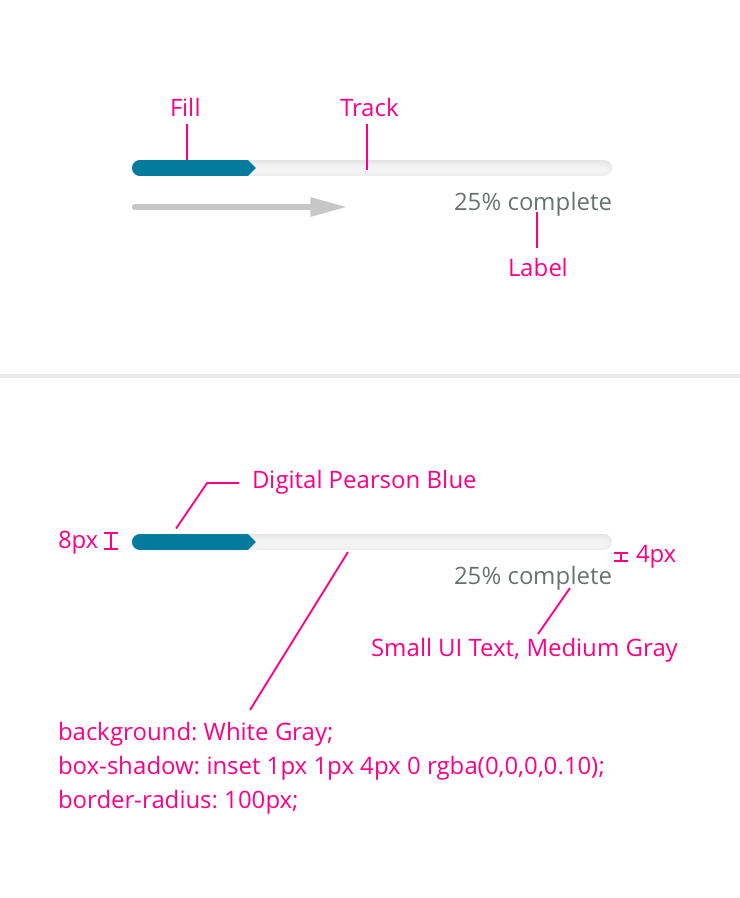 Fill
Track
25% complete
Label
Digital Pearson Blue
8px
4px
25% complete
Small UI Text, Medium Gray
background: White Gray;
box-shadow: inset 1px 1px 4px 0 rgba(0,0,0,0.10);
border-radius: 100px;